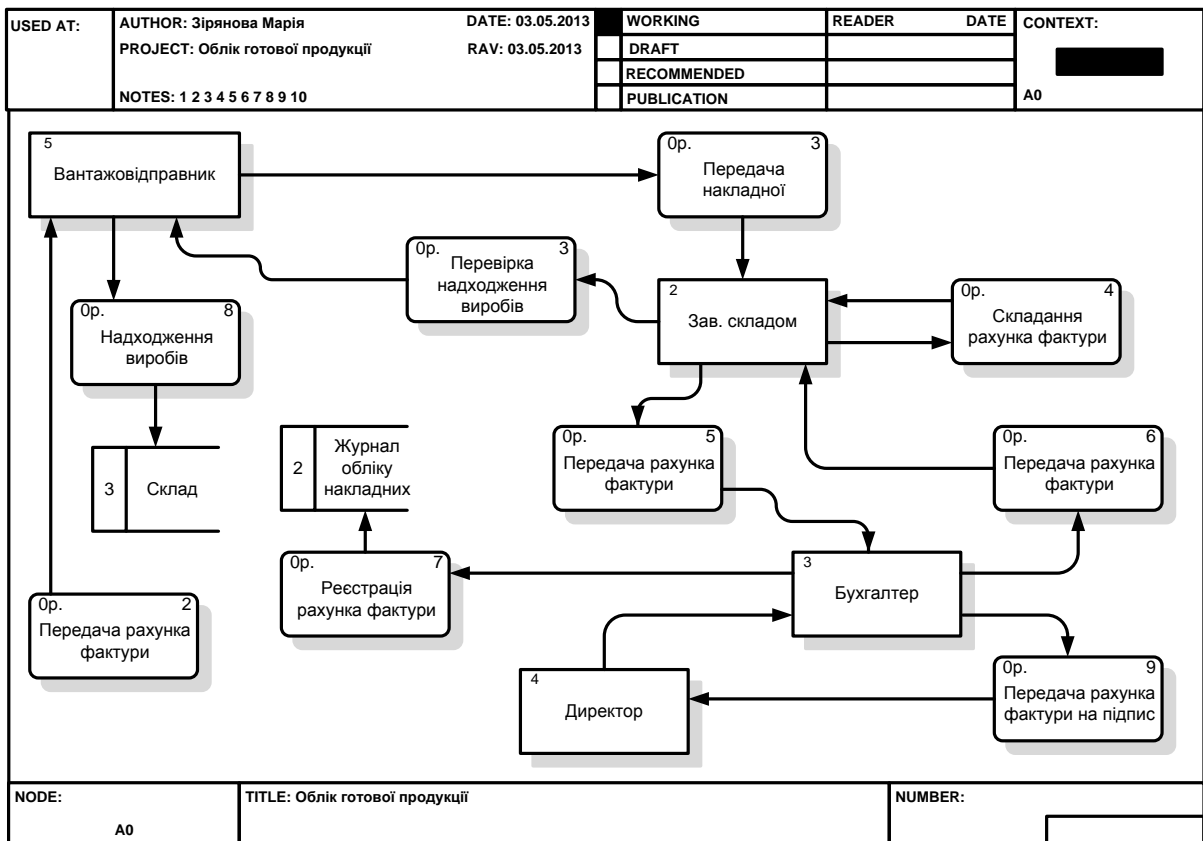 USED AT:
AUTHOR: Зірянова Марія
DATE: 03.05.2013
PROJECT: Облік готової продукції
RAV: 03.05.2013
NOTES: 1 2 3 4 5 6 7 8 9 10
WORKING
DRAFT
RECOMMENDED
PUBLICATION
READER
DATE
CONTEXT:
A0
5
Вантажовідправник
0р.
3
Передача
накладної
0р.
3
Перевірка
надходження
виробів
2
Зав. складом
0р.
4
Складання
рахунка фактури
0р.
8
Надходження
виробів
3
Склад
2
Журнал
обліку
накладних
0р.
5
Передача рахунка
фактури
0р.
6
Передача рахунка
фактури
0р.
7
Реєстрація
рахунка фактури
3
Бухгалтер
0р.
2
Передача рахунка
фактури
4
Директор
0р.
9
Передача рахунка
фактури на підпис
NODE:
A0
TITLE: Облік готової продукції
NUMBER: